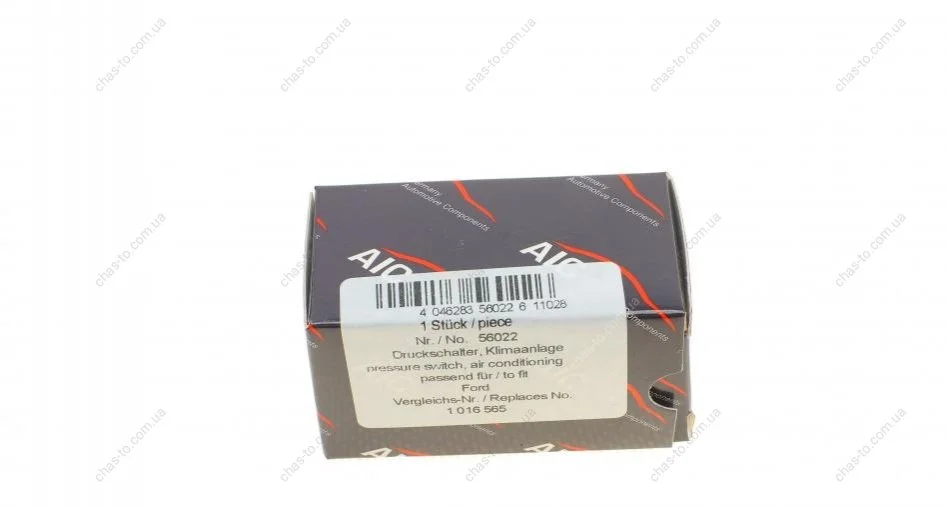 chas-to.com.ua
chas-to.com.ua
chas-to.com.ua
chas-to.com.ua
Germany
Automotive Components
Germany
Automotive Components
AIC
AIC
4 046283 56022 6 11028
1 Stück / piece
Nr. / No. 56022
Druckschalter, Klimaanlage
pressure switch, air conditioning
passend für / to fit
Ford
Vergleichs-Nr. / Replaces No.
1 016 565
chas-to.com.ua
chas-to.com.ua
chas-to.com.ua
chas-to.com.ua
chas-to.com.ua